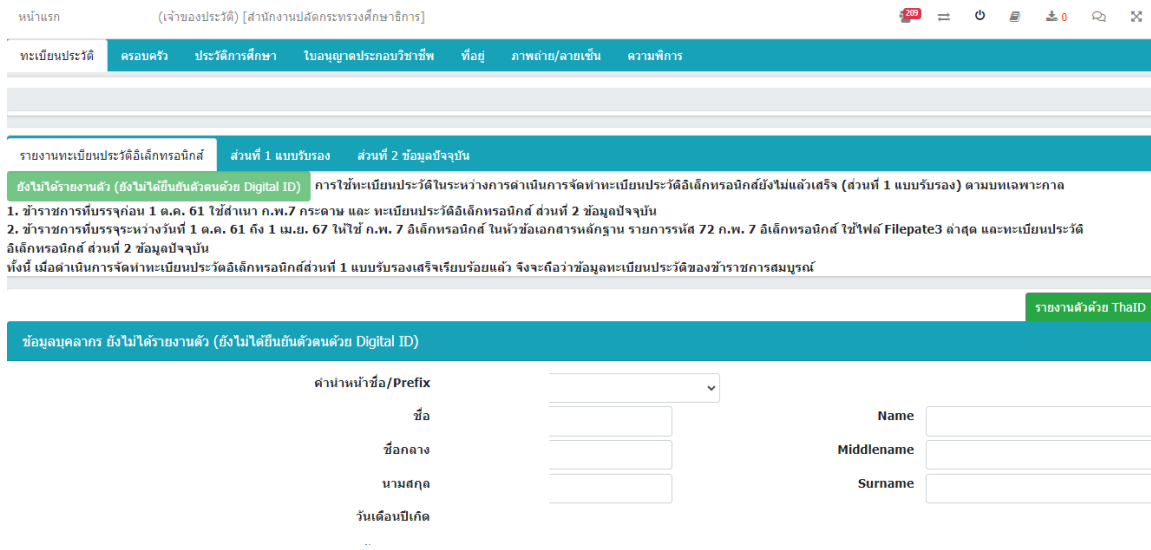 หน้าแรก (เจ้าของประวัติ) [สำนักงานปลัดกระทรวงศึกษาธิการ] 209 0
ทะเบียนประวัติ ครอบครัว ประวัติการศึกษา ใบอนุญาตประกอบวิชาชีพ ที่อยู่ ภาพถ่าย/ลายเซ็น ความพิการ
รายงานทะเบียนประวัติอิเล็กทรอนิกส์ ส่วนที่ 1 แบบรับรอง ส่วนที่ 2 ข้อมูลปัจจุบัน
ยังไม่ได้รายงานตัว (ยังไม่ได้ยืนยันตัวตนด้วย Digital ID) การใช้ทะเบียนประวัติในระหว่างการดำเนินการจัดทำทะเบียนประวัติอิเล็กทรอนิกส์ยังไม่แล้วเสร็จ (ส่วนที่ 1 แบบรับรอง) ตามบทเฉพาะกาล
1. ข้าราชการที่บรรจุก่อน 1 ต.ค. 61 ใช้สำเนา ก.พ.7 กระดาษ และ ทะเบียนประวัติอิเล็กทรอนิกส์ ส่วนที่ 2 ข้อมูลปัจจุบัน
2. ข้าราชการที่บรรจุระหว่างวันที่ 1 ต.ค. 61 ถึง 1 เม.ย. 67 ให้ใช้ ก.พ. 7 อิเล็กทรอนิกส์ ในหัวข้อเอกสารหลักฐาน รายการรหัส 72 ก.พ. 7 อิเล็กทรอนิกส์ ใช้ไฟล์ Filepate3 ล่าสุด และทะเบียนประวัติ
อิเล็กทรอนิกส์ ส่วนที่ 2 ข้อมูลปัจจุบัน
ทั้งนี้ เมื่อดำเนินการจัดทำทะเบียนประวัตอิเล็กทรอนิกส์ส่วนที่ 1 แบบรับรองเสร็จเรียบร้อยแล้ว จึงจะถือว่าข้อมูลทะเบียนประวัติของข้าราชการสมบูรณ์
รายงานตัวด้วย ThaID
ข้อมูลบุคลากร ยังไม่ได้รายงานตัว (ยังไม่ได้ยืนยันตัวตนด้วย Digital ID)
คำนำหน้าชื่อ/Prefix
ชื่อ Name
ชื่อกลาง Middlename
นามสกุล Surname
วันเดือนปีเกิด